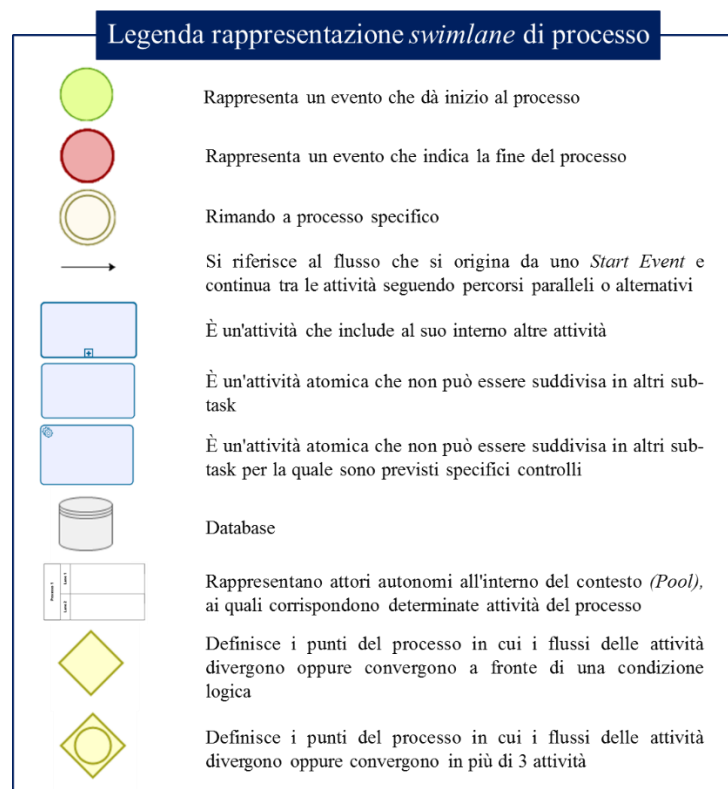 Legenda rappresentazione swimlane di processo
Rappresenta un evento che dà inizio al processo
Rappresenta un evento che indica la fine del processo
Rimando a processo specifico
Si riferisce al flusso che si origina da uno Start Event e
continua tra le attività seguendo percorsi paralleli o alternativi
È un'attività che include al suo interno altre attività
È un'attività atomica che non può essere suddivisa in altri sub-
task
È un'attività atomica che non può essere suddivisa in altri sub-
task per la quale sono previsti specifici controlli
Database
Processo 1
Lane 1
Lane 2
Rappresentano attori autonomi all'interno del contesto (Pool),
ai quali corrispondono determinate attività del processo
Definisce i punti del processo in cui i flussi delle attività
divergono oppure convergono a fronte di una condizione
logica
Definisce i punti del processo in cui i flussi delle attività
divergono oppure convergono in più di 3 attività